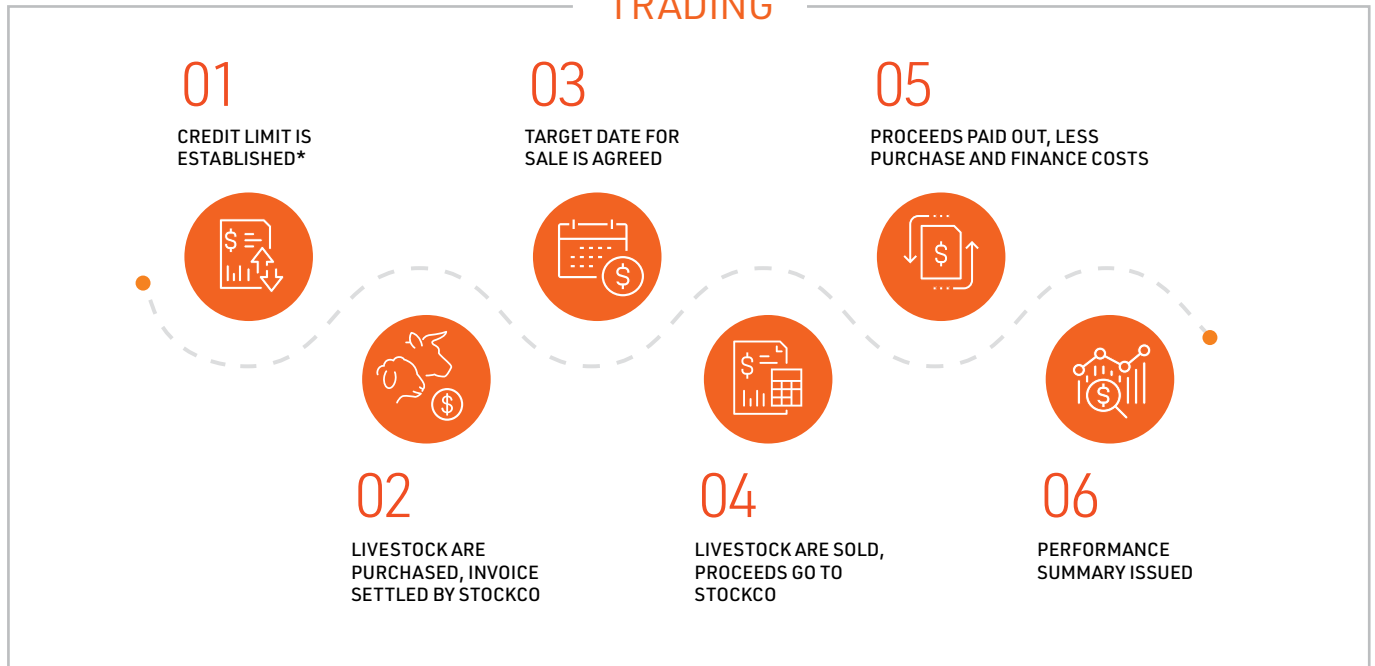 TRADING
01
CREDIT LIMIT IS
ESTABLISHED*
02
LIVESTOCK ARE
PURCHASED, INVOICE
SETTLED BY STOCKCO
03
TARGET DATE FOR
SALE IS AGREED
04
LIVESTOCK ARE SOLD,
PROCEEDS GO TO
STOCKCO
05
PROCEEDS PAID OUT, LESS
PURCHASE AND FINANCE COSTS
06
PERFORMANCE
SUMMARY ISSUED